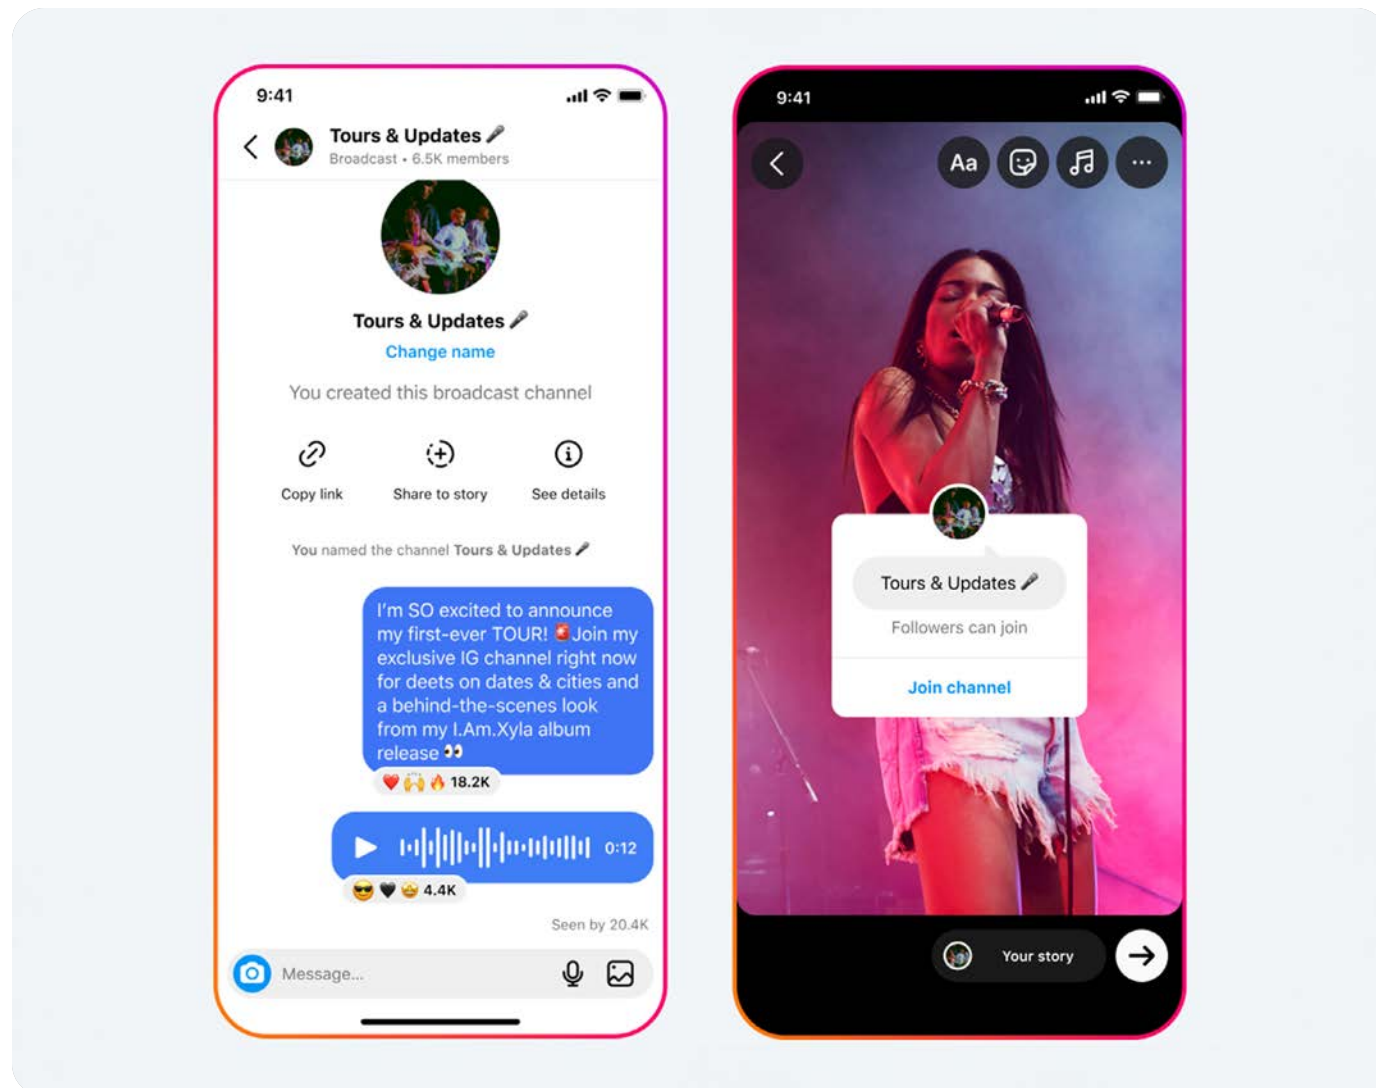 9:41
Tours & Updates 🎤
Broadcast • 6.5K members
Tours & Updates 🎤
Change name
You created this broadcast channel
Copy link
Share to story
See details
You named the channel Tours & Updates 🎤
I'm SO excited to announce
my first-ever TOUR! 🚨Join my
exclusive IG channel right now
for deets on dates & cities and
a behind-the-scenes look
from my I.Am.Xyla album
release 👀
❤️ 🙌 🔥 18.2K
0:12
😎 🖤 🤩 4.4K
Seen by 20.4K
Message...
9:41
Aa
Tours & Updates 🎤
Followers can join
Join channel
Your story